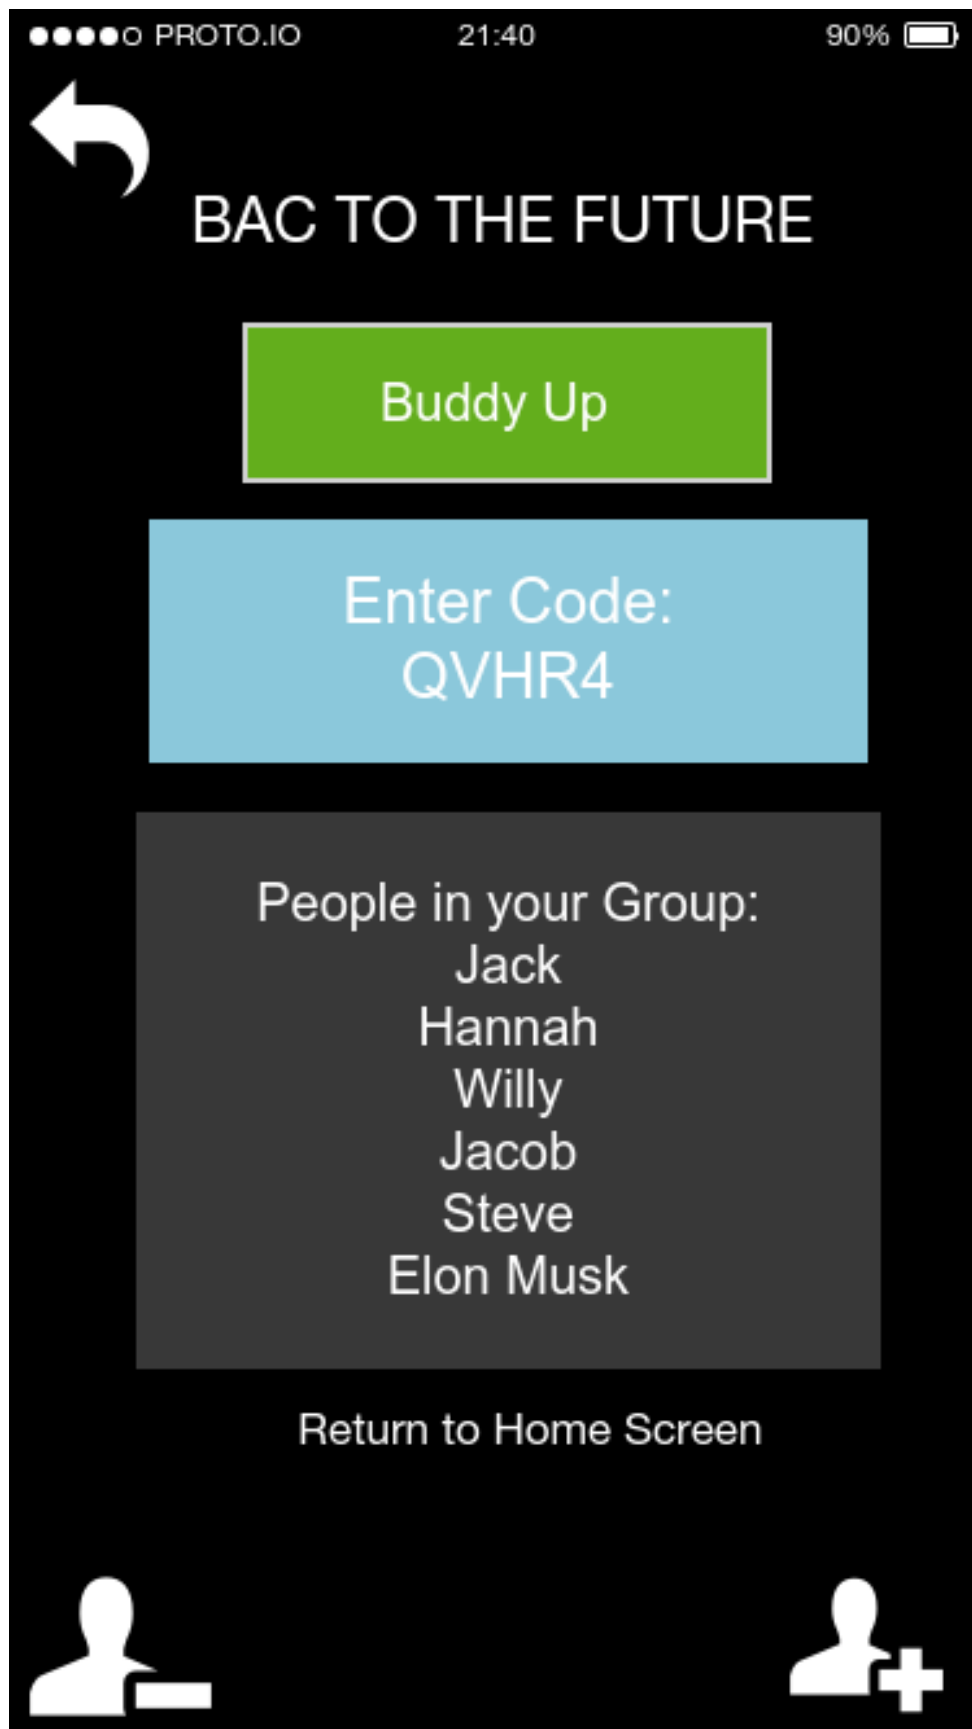 PROTO.IO 21:40 90%
BAC TO THE FUTURE
Buddy Up
Enter Code:
QVHR4
People in your Group:
Jack
Hannah
Willy
Jacob
Steve
Elon Musk
Return to Home Screen